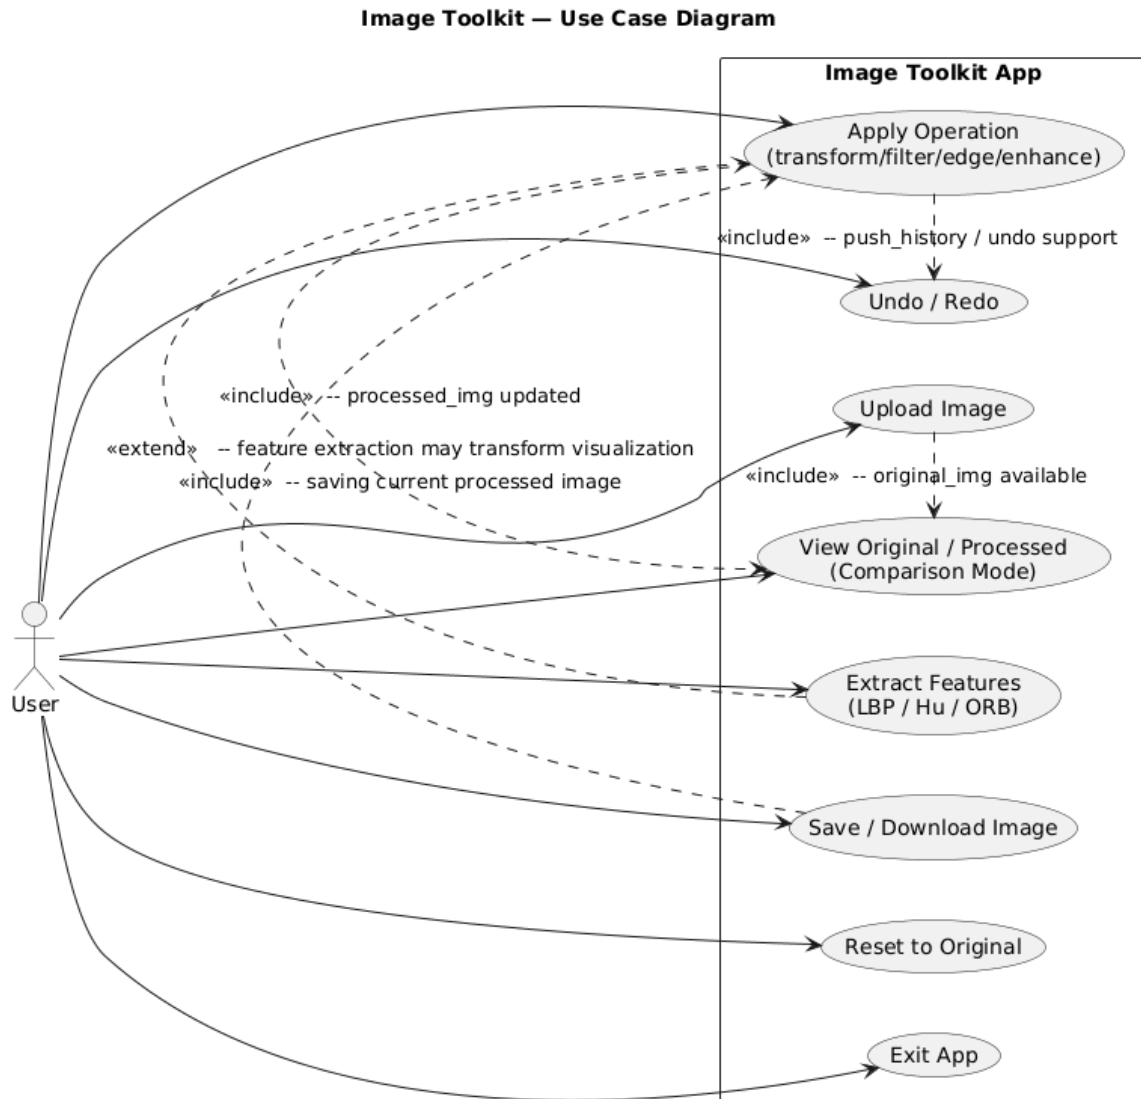 Image Toolkit — Use Case Diagram
Image Toolkit App
Apply Operation
(transform/filter/edge/enhance)
«include»  -- push_history / undo support
Undo / Redo
«include»  -- processed_img updated
Upload Image
«extend»  -- feature extraction may transform visualization
«include»  -- original_img available
«include»  -- saving current processed image
View Original / Processed
(Comparison Mode)
User
Extract Features
(LBP / Hu / ORB)
Save / Download Image
Reset to Original
Exit App